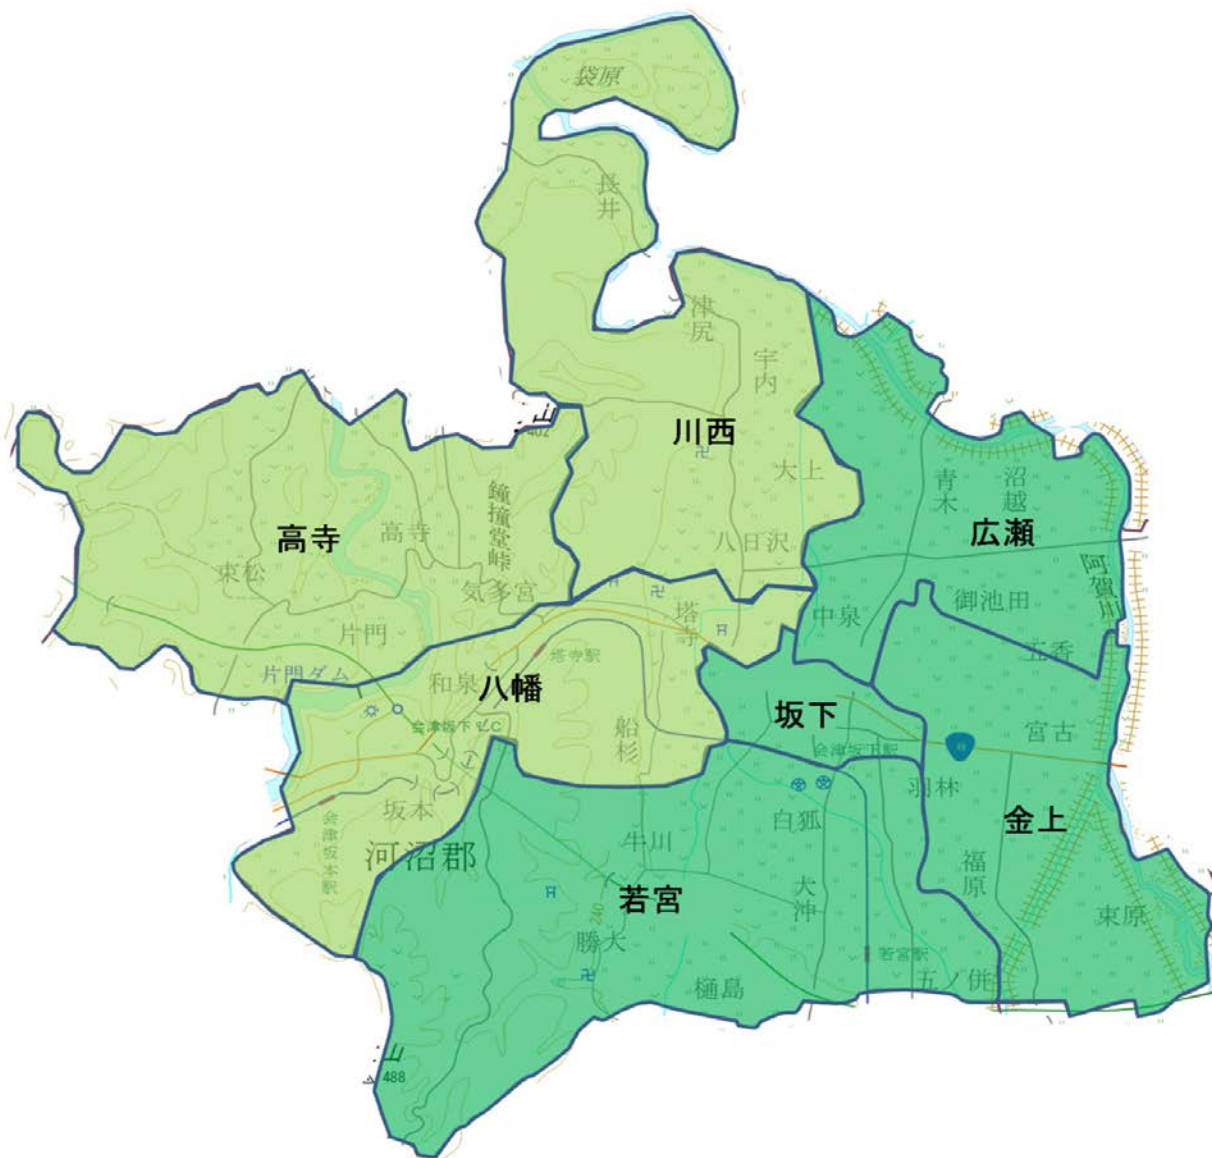 袋原
長井
津尻
宇内
402
川西
大上
青木
沼越
鐘撞堂峠
高寺
高寺
広瀬
八日沢
束松
気多宮
阿賀川
御池田
塔寺
中泉
片門
五香
塔寺駅
片門ダム
和泉
八幡
坂下
船杉
宮古
会津坂下I.C
会津坂下駅
羽林
坂本
会津坂本駅
白狐
金上
牛川
河沼郡
福原
大沖
若宮
240
東原
勝大
若宮駅
五ノ併
樋島
488